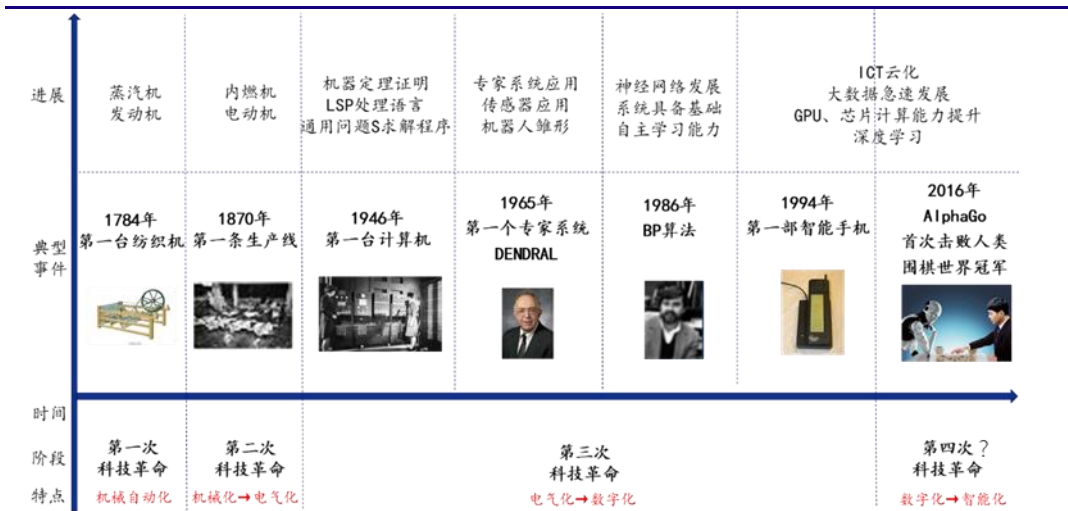 进展
蒸汽机
发动机
内燃机
电动机
机器定理证明
LSP处理语言
通用问题S求解程序
专家系统应用
传感器应用
机器人雏形
神经网络发展
系统具备基础
自主学习能力
ICT云化
大数据急速发展
GPU、芯片计算能力提升
深度学习
典型
事件
1784年
第一台纺织机
1870年
第一条生产线
1946年
第一台计算机
1965年
第一个专家系统
DENDRAL
1986年
BP算法
1994年
第一部智能手机
2016年
AlphaGo
首次击败人类
围棋世界冠军
时间
阶段
第一次
科技革命
第二次
科技革命
第三次
科技革命
第四次？
科技革命
特点
机械自动化
机械化→电气化
电气化→数字化
数字化→智能化